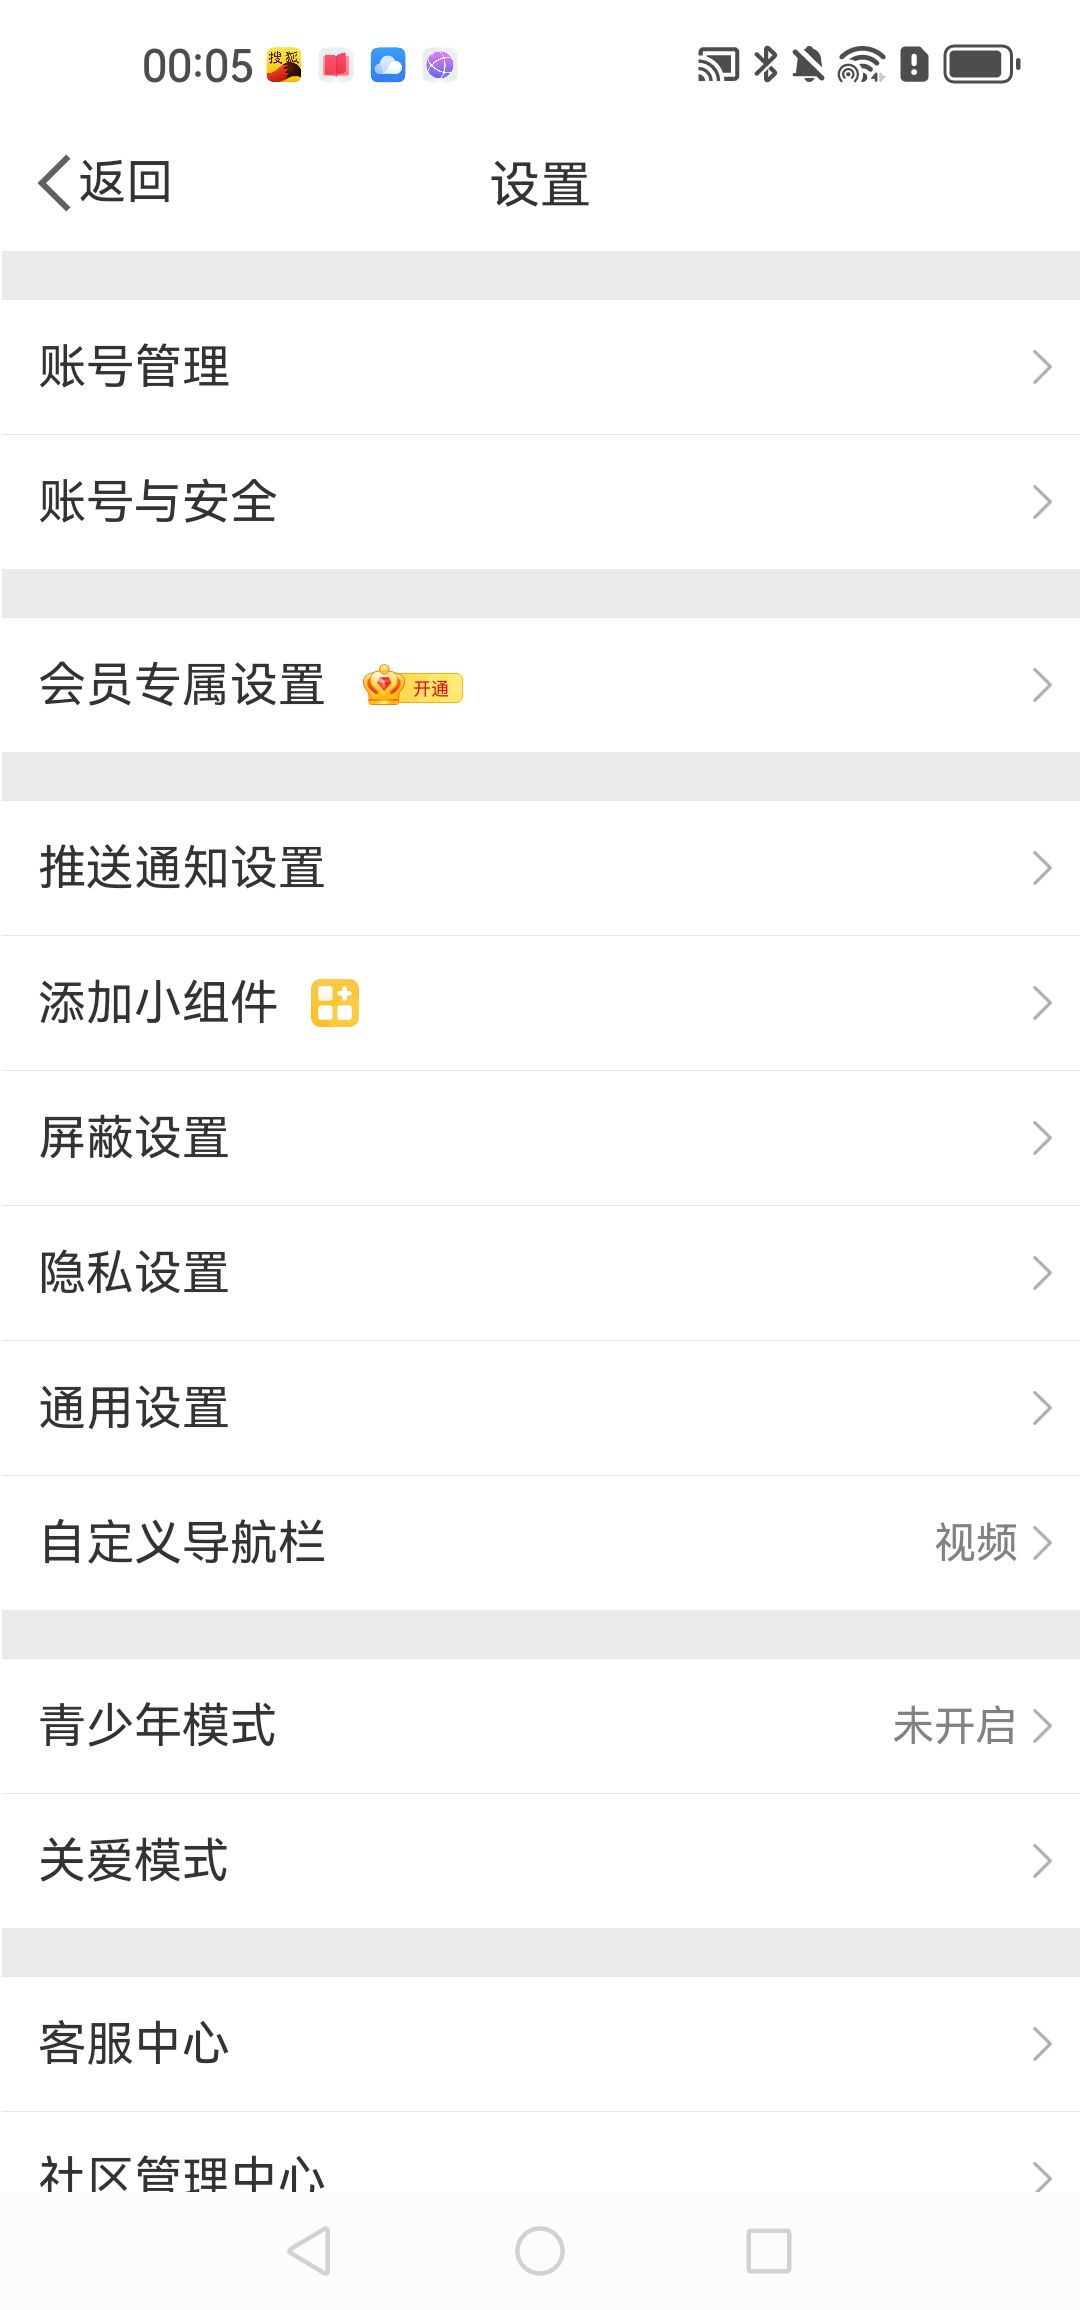 00:05 搜狐
返回 设置
账号管理
账号与安全
会员专属设置 开通
推送通知设置
添加小组件
屏蔽设置
隐私设置
通用设置
自定义导航栏 视频
青少年模式 未开启
关爱模式
客服中心
社区管理中心